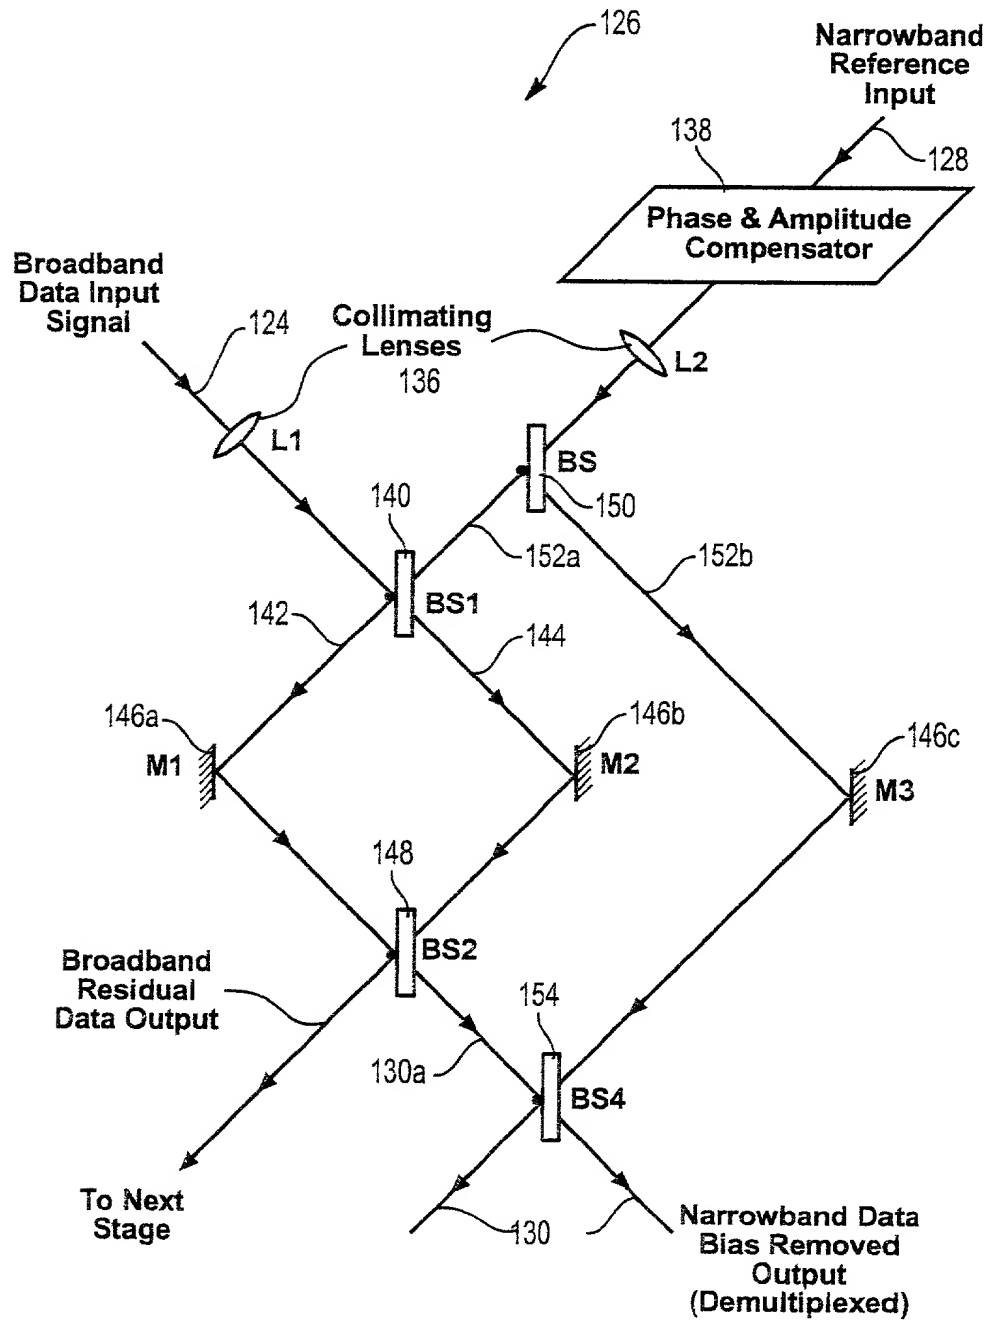 126
Narrowband
Reference
Input
128
138
Phase & Amplitude
Compensator
Broadband
Data Input
Signal
124
Collimating
Lenses
136
L2
L1
BS
150
140
152a
152b
BS1
142
144
146a
146b
146c
M1
M2
M3
148
BS2
Broadband
Residual
Data Output
154
130a
BS4
To Next
Stage
130
Narrowband Data
Bias Removed
Output
(Demultiplexed)